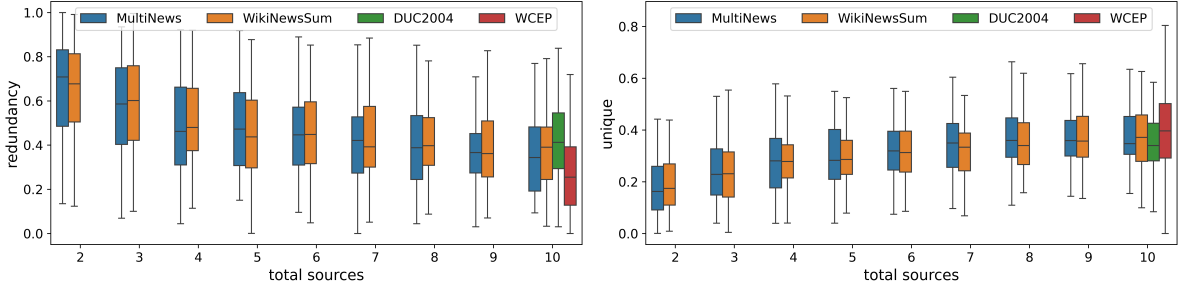 MultiNews WikiNewsSum DUC2004 WCEP
1.0
0.8
0.6
0.4
0.2
0.0
redundancy
2 3 4 5 6 7 8 9 10
total sources
MultiNews WikiNewsSum DUC2004 WCEP
0.8
0.6
0.4
0.2
0.0
unique
2 3 4 5 6 7 8 9 10
total sources